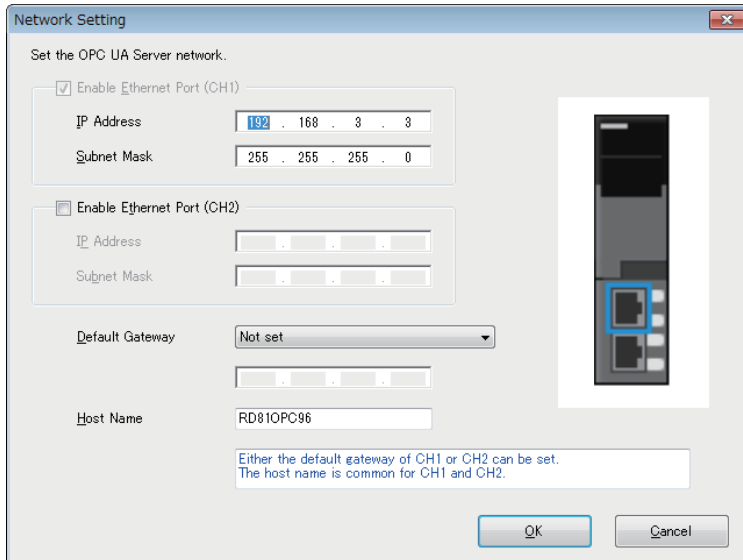 Network Setting
Set the OPC UA Server network.
Enable Ethernet Port (CH1)
IP Address 192 . 168 . 3 . 3
Subnet Mask 255 . 255 . 255 . 0
Enable Ethernet Port (CH2)
IP Address . . .
Subnet Mask . . .
Default Gateway Not set
. . .
Host Name RD81OPC96
Either the default gateway of CH1 or CH2 can be set.
The host name is common for CH1 and CH2.
OK Cancel